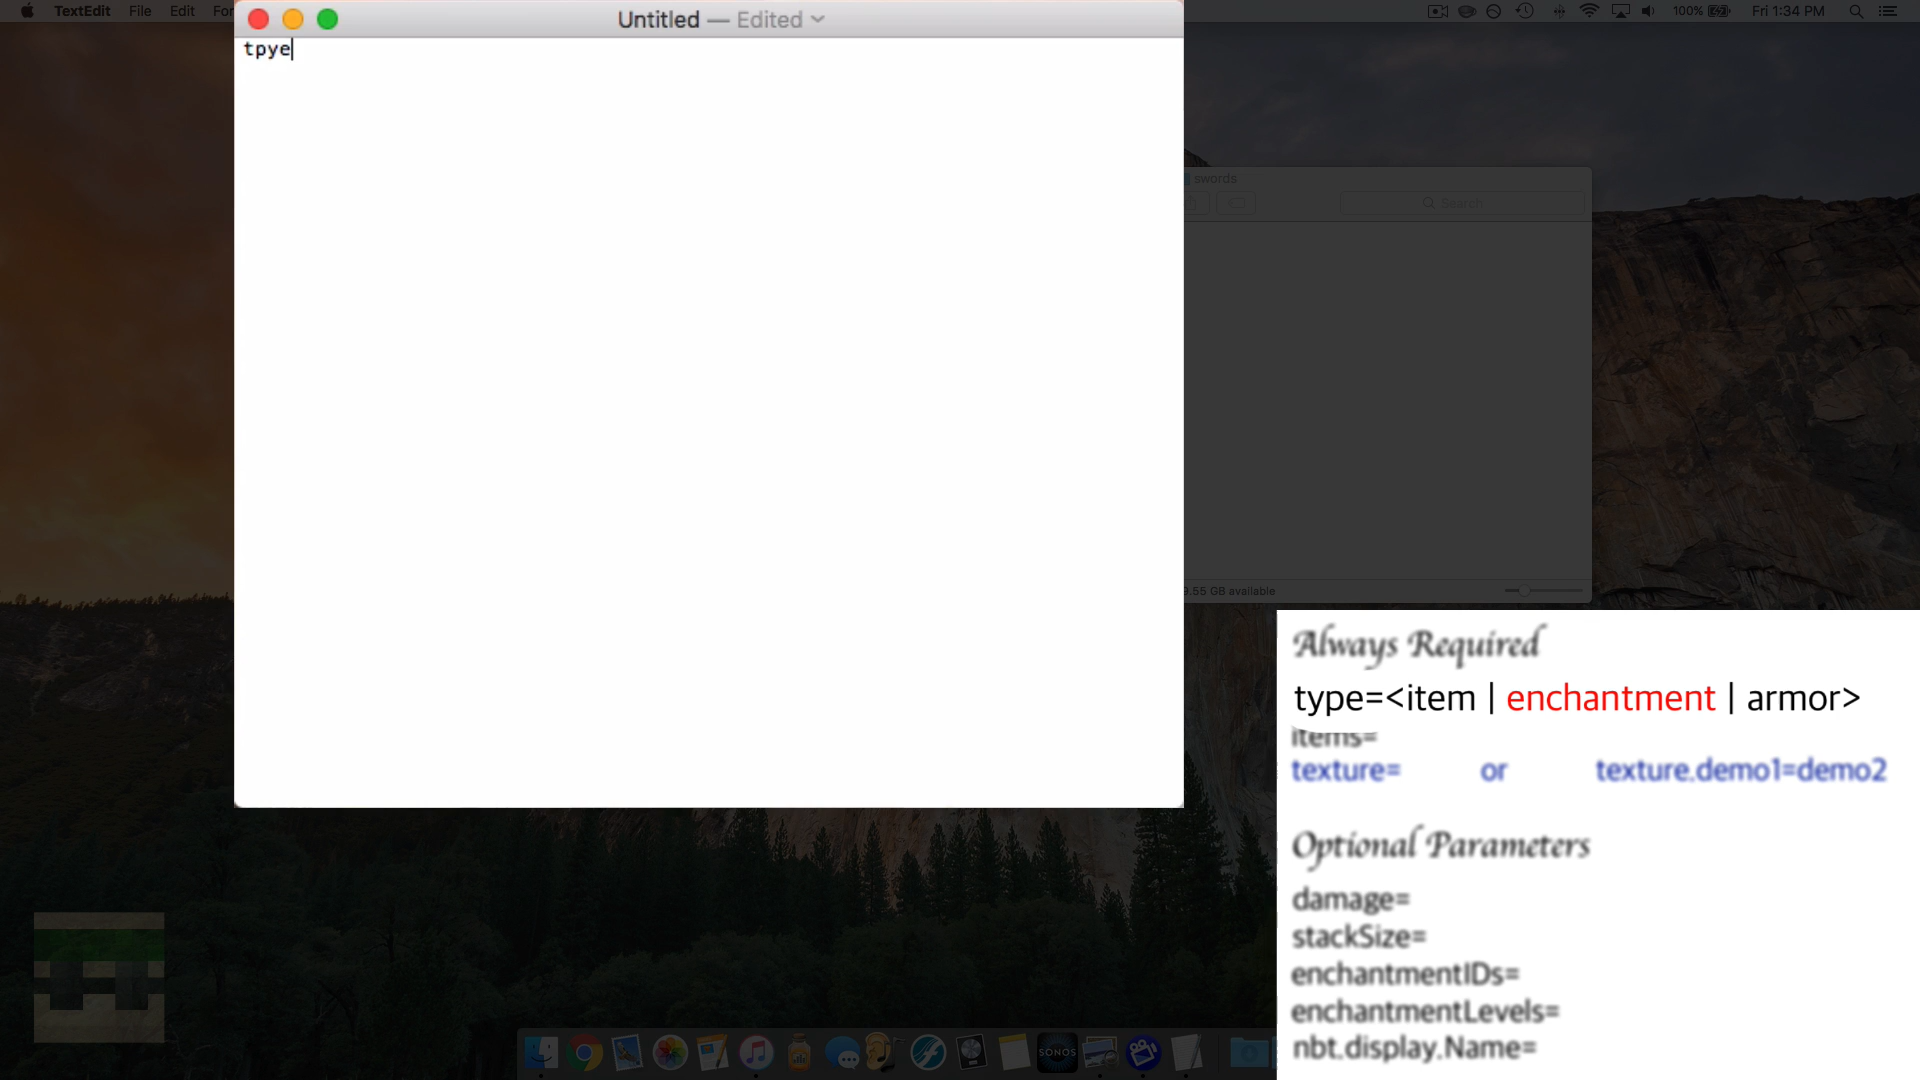 TextEdit File Edit For
100% Fri 1:34 PM
Untitled — Edited
tpye
swords
Search
9.55 GB available
Always Required
type=<item | enchantment | armor>
items=
texture= or texture.demo1=demo2
Optional Parameters
damage=
stackSize=
enchantmentIDs=
enchantmentLevels=
nbt.display.Name=
SONOS